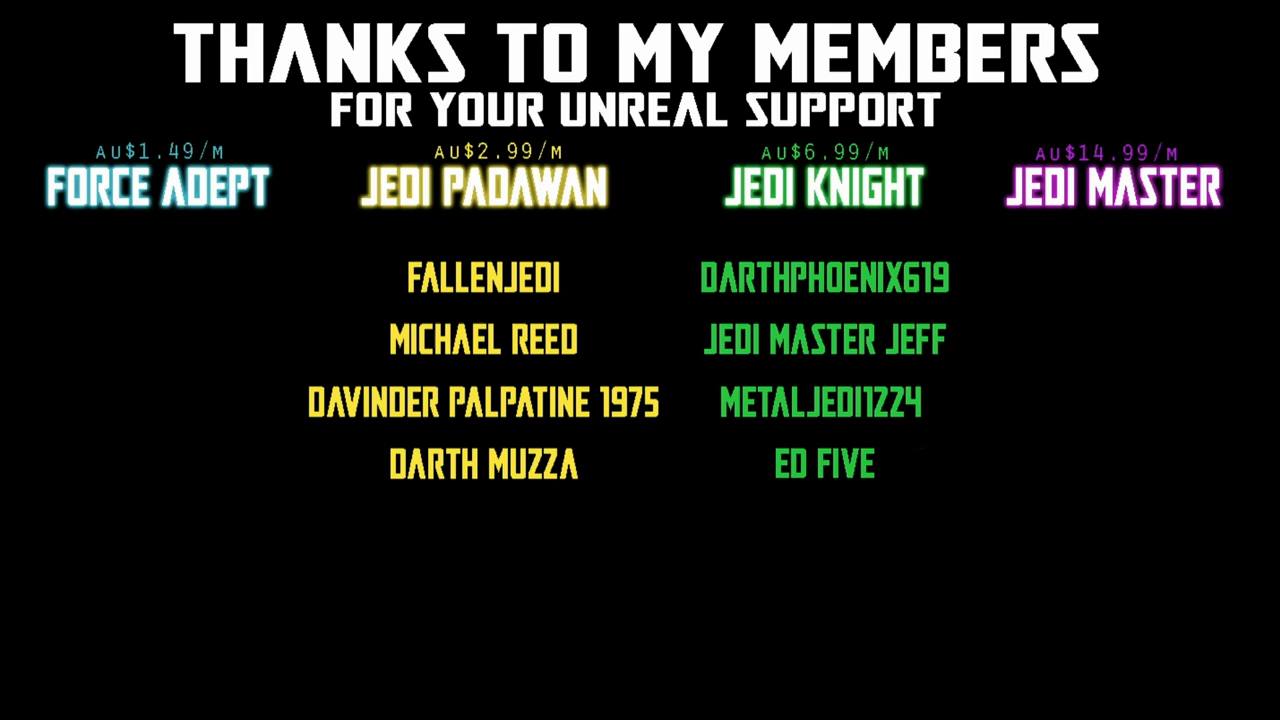 THANKS TO MY MEMBERS
FOR YOUR UNREAL SUPPORT
AU$1.49/M AU$2.99/M AU$6.99/M AU$14.99/M
FORCE ADEPT JEDI PADAWAN JEDI KNIGHT JEDI MASTER
FALLENJEDI DARTHPHOENIX619
MICHAEL REED JEDI MASTER JEFF
DAVINDER PALPATINE 1975 METALJEDI1224
DARTH MUZZA ED FIVE